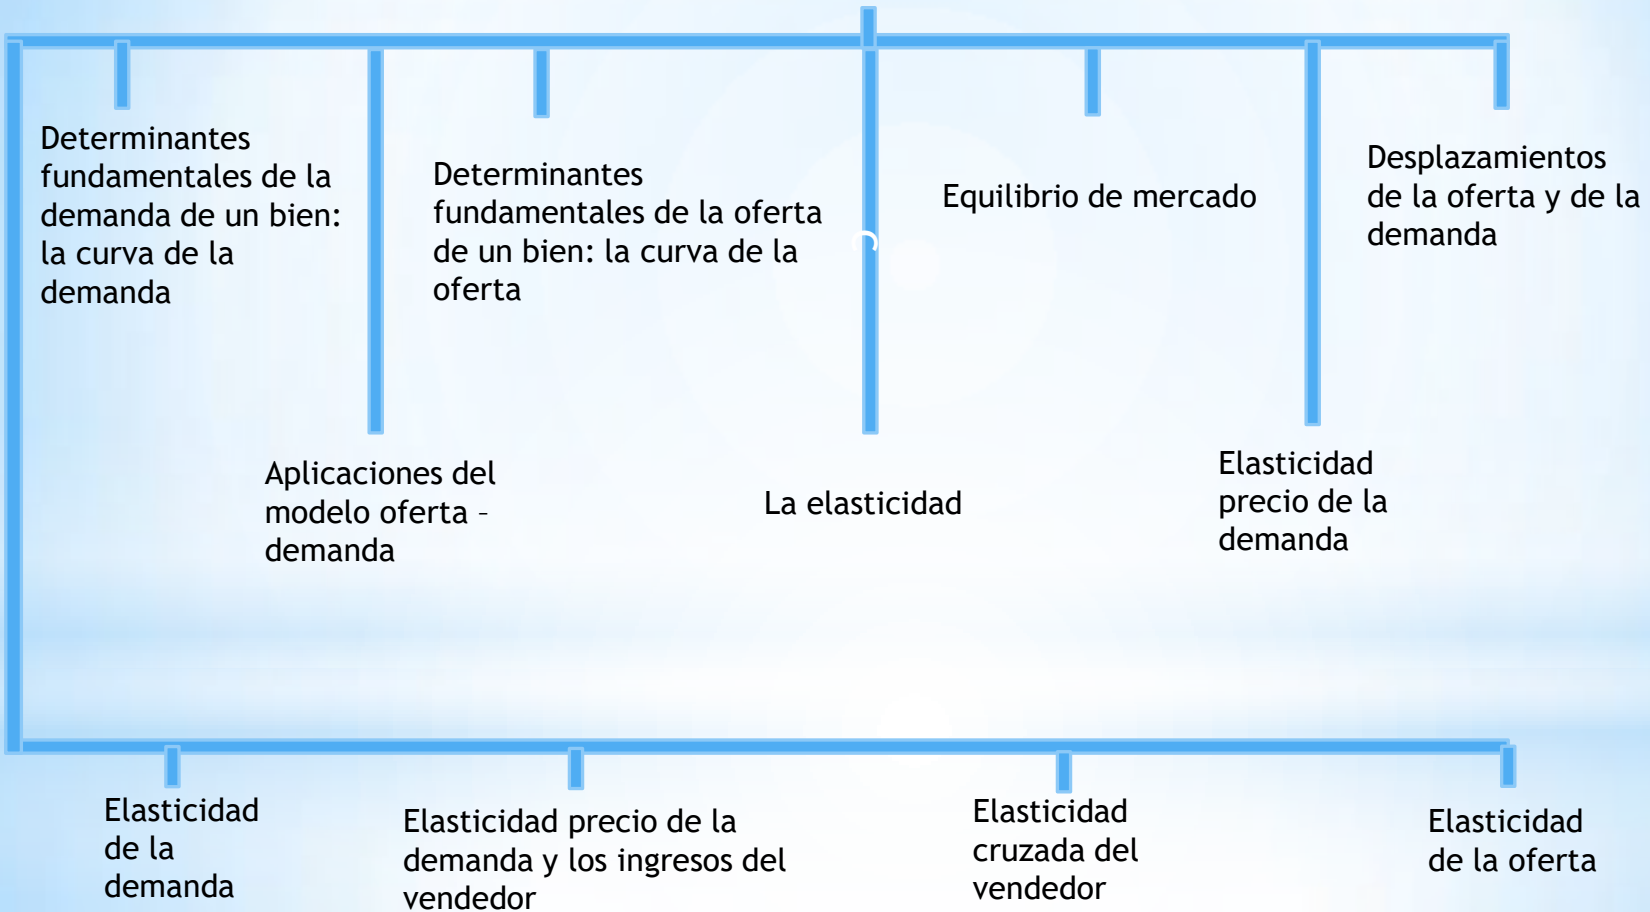 Determinantes
fundamentales de la
demanda de un bien:
la curva de la
demanda
Determinantes
fundamentales de la oferta
de un bien: la curva de la
oferta
Equilibrio de mercado
Desplazamientos
de la oferta y de la
demanda
Aplicaciones del
modelo oferta –
demanda
La elasticidad
Elasticidad
precio de la
demanda
Elasticidad
de la
demanda
Elasticidad precio de la
demanda y los ingresos del
vendedor
Elasticidad
cruzada del
vendedor
Elasticidad
de la oferta